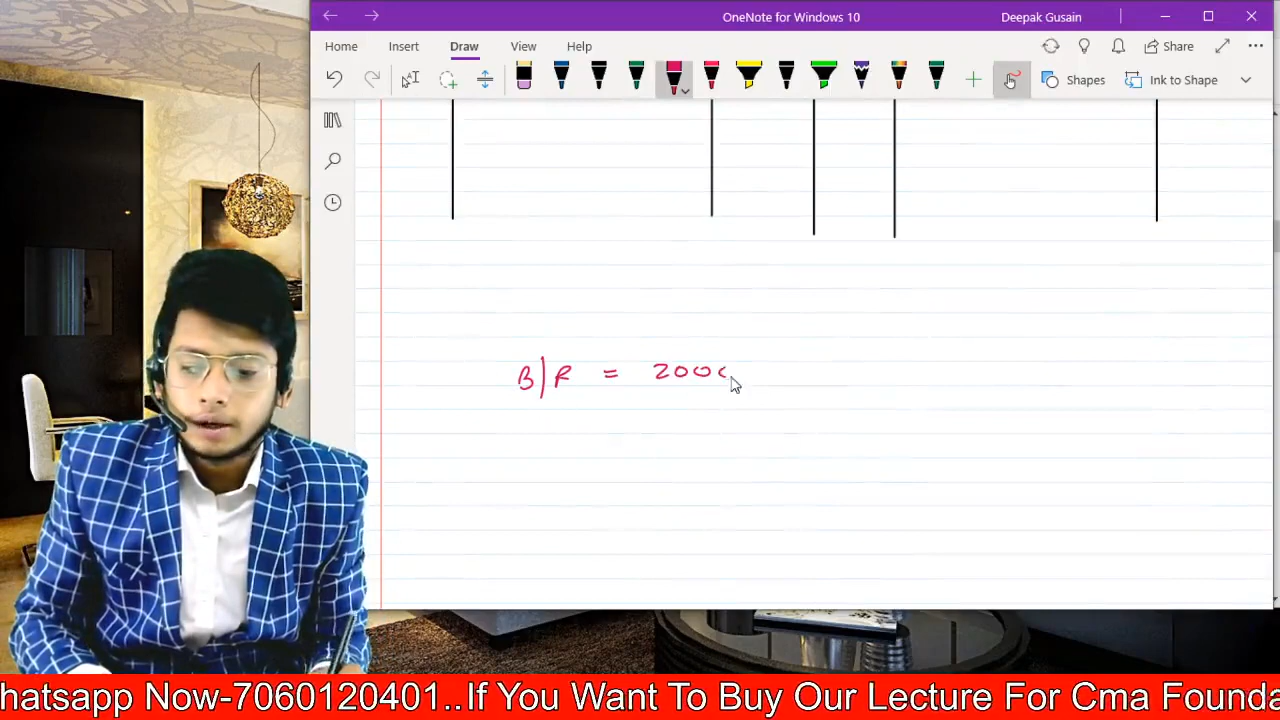 OneNote for Windows 10
Deepak Gusain
Home Insert Draw View Help
Share
Shapes
Ink to Shape
B|R = 200
hatsapp Now-7060120401..If You Want To Buy Our Lecture For Cma Founda